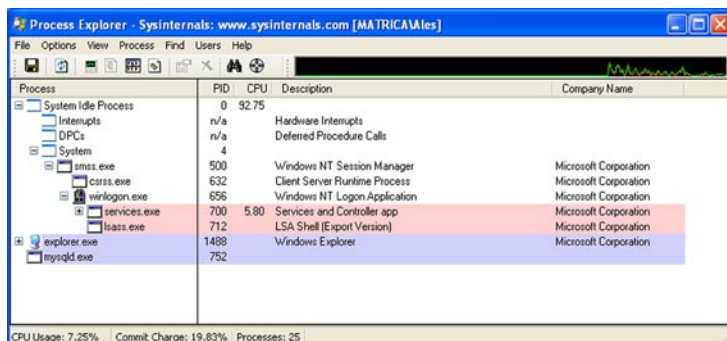 Process Explorer - Sysinternals: www.sysinternals.com [MATRICA\Ales]
File Options View Process Find Users Help
Process PID CPU Description Company Name
System Idle Process 0 92.75
Interrupts n/a Hardware Interrupts
DPCs n/a Deferred Procedure Calls
System 4
smss.exe 500 Windows NT Session Manager Microsoft Corporation
csrss.exe 632 Client Server Runtime Process Microsoft Corporation
winlogon.exe 656 Windows NT Logon Application Microsoft Corporation
services.exe 700 5.80 Services and Controller app Microsoft Corporation
lsass.exe 712 LSA Shell (Export Version) Microsoft Corporation
explorer.exe 1488 Windows Explorer Microsoft Corporation
mysqld.exe 752
CPU Usage: 7.25% Commit Charge: 19.83% Processes: 25